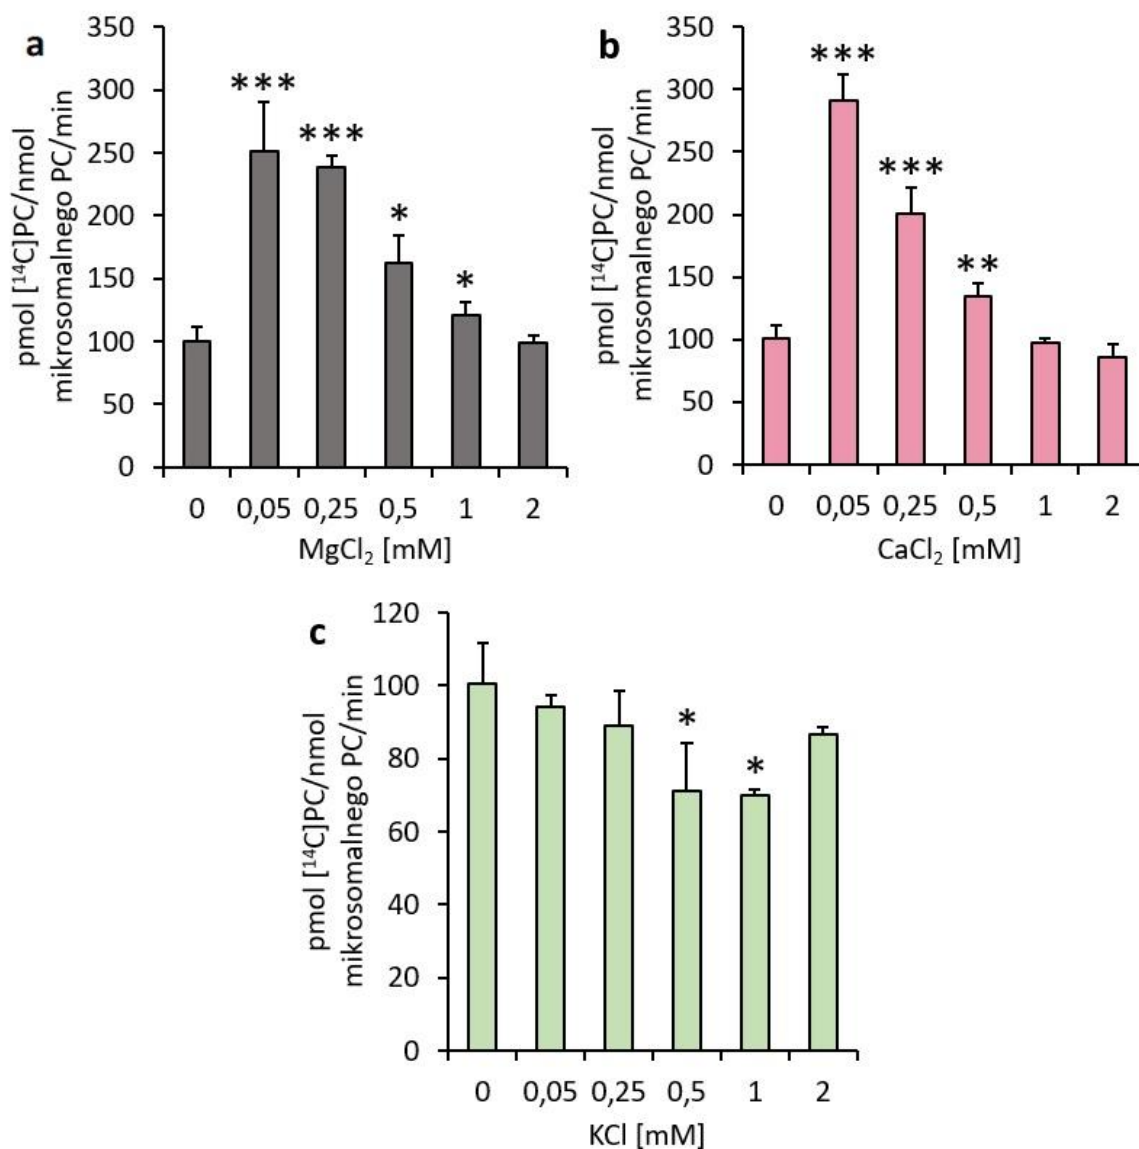 a
pmol [¹⁴C]PC/nmol
mikrosomalnego PC/min
350
300
250
200
150
100
50
0
***
***
*
*
0 0,05 0,25 0,5 1 2
MgCl₂ [mM]
b
pmol [¹⁴C]PC/nmol
mikrosomalnego PC/min
350
300
250
200
150
100
50
0
***
***
**
0 0,05 0,25 0,5 1 2
CaCl₂ [mM]
c
pmol [¹⁴C]PC/nmol
mikrosomalnego PC/min
120
100
80
60
40
20
0
*
*
0 0,05 0,25 0,5 1 2
KCl [mM]